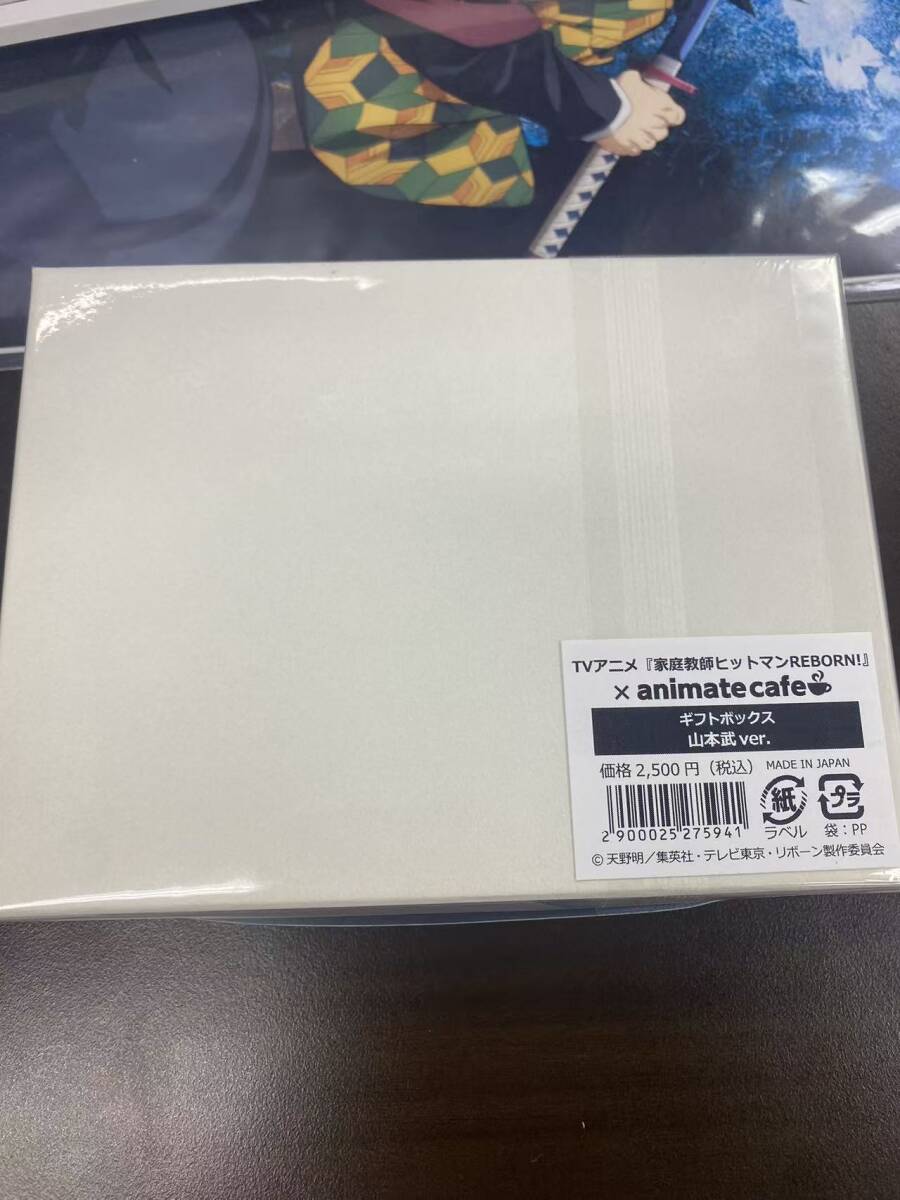 TVアニメ『家庭教師ヒットマンREBORN!』
× animate cafe
ギフトボックス
山本武 ver.
価格 2,500 円（税込） MADE IN JAPAN
紙 プラ
2900025275941 ラベル 袋：PP
© 天野明／集英社・テレビ東京・リボーン製作委員会